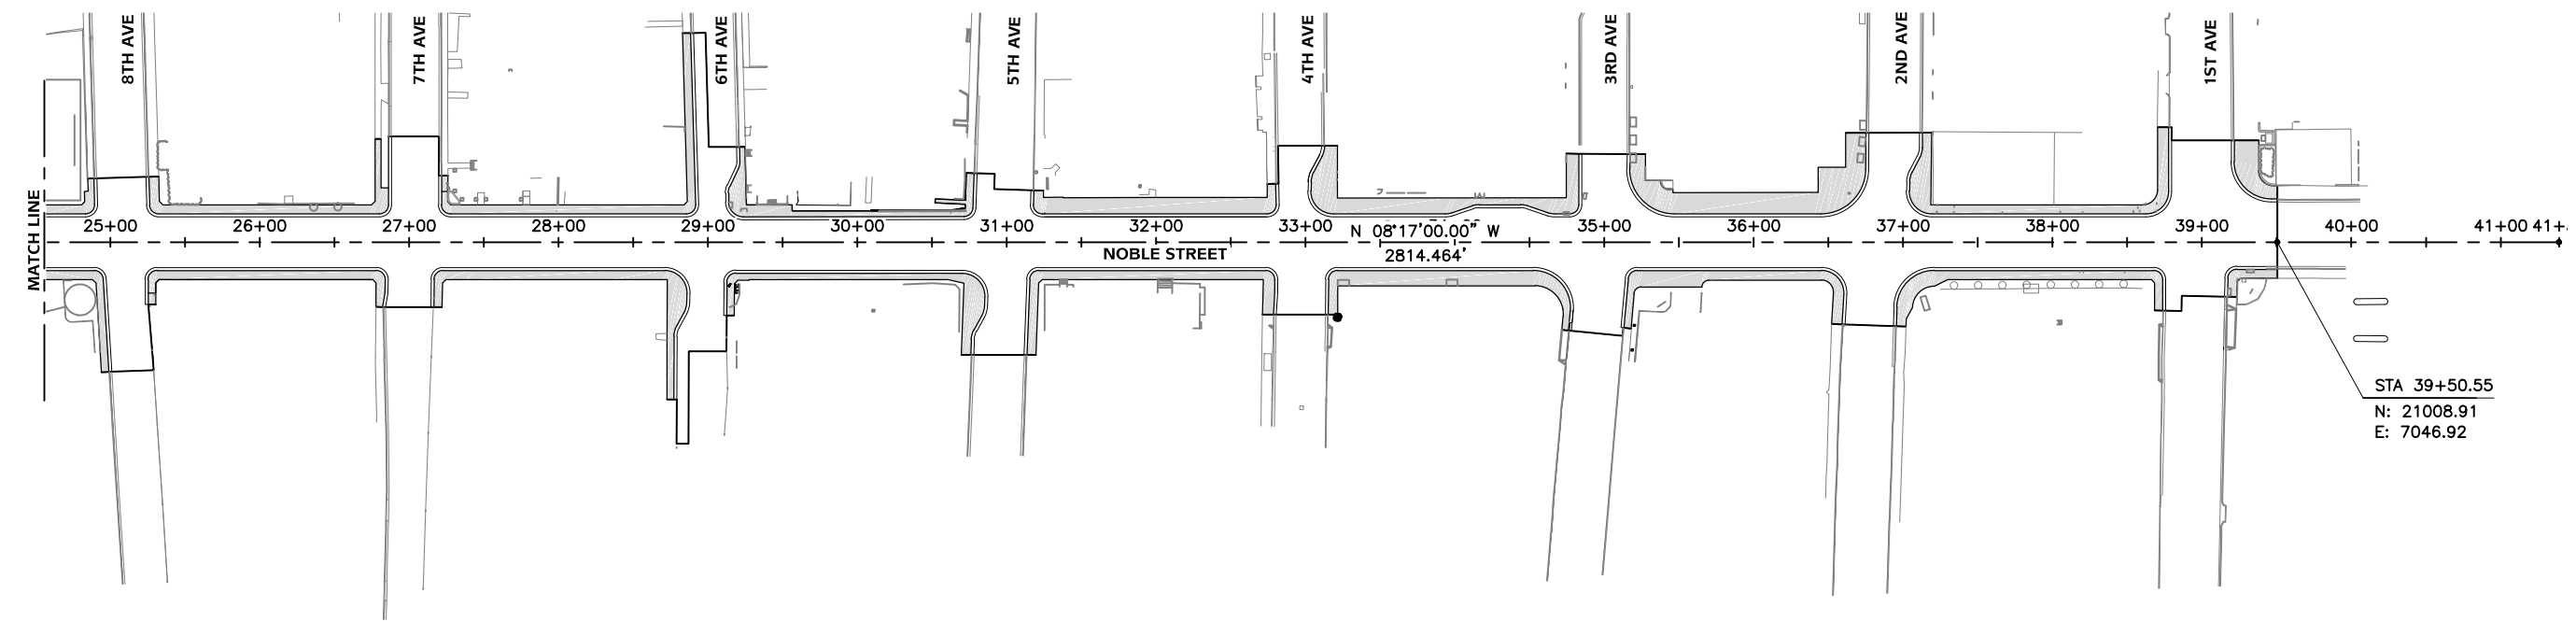 8TH AVE
7TH AVE
6TH AVE
5TH AVE
4TH AVE
3RD AVE
2ND AVE
1ST AVE
MATCH LINE
25+00 26+00 27+00 28+00 29+00 30+00 31+00 32+00 33+00 N 08°17'00.00" W 35+00 36+00 37+00 38+00 39+00 40+00 41+00 41+
NOBLE STREET 2814.464'
STA 39+50.55
N: 21008.91
E: 7046.92